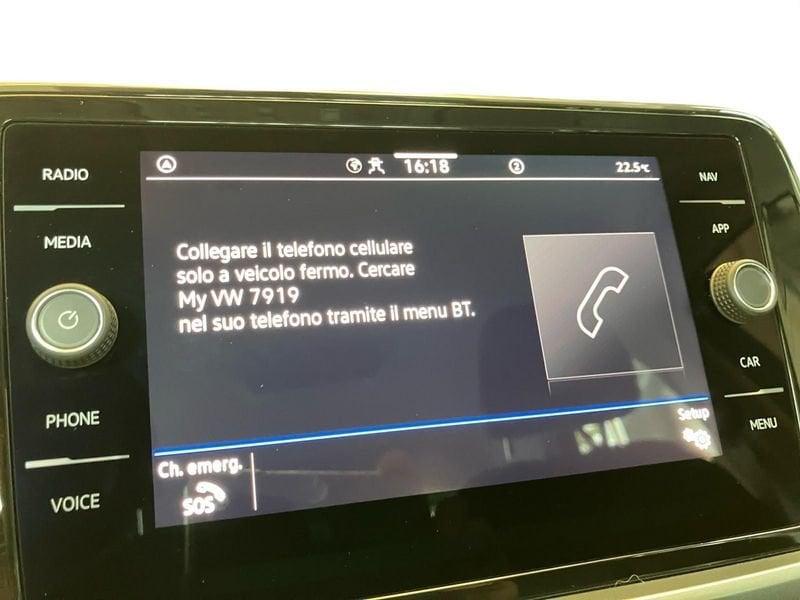 RADIO
MEDIA
PHONE
VOICE
16:18
2
22.5°C
Collegare il telefono cellulare
solo a veicolo fermo. Cercare
My VW 7919
nel suo telefono tramite il menu BT.
Ch. emerg.
SOS
Setup
NAV
APP
CAR
MENU